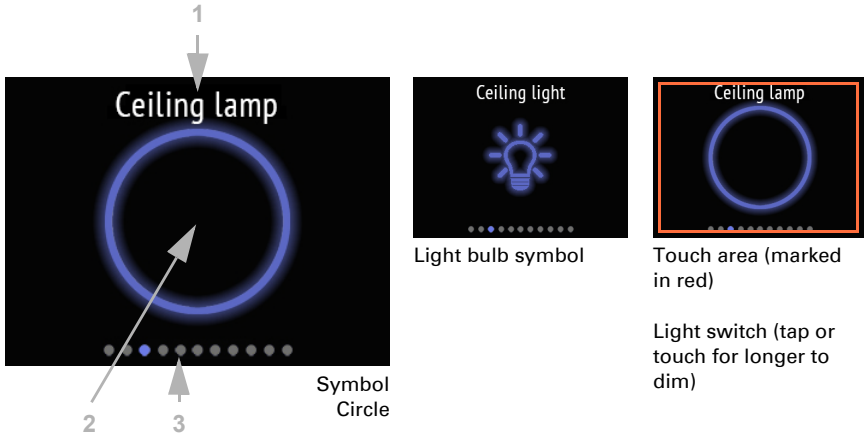 1
Ceiling lamp
Symbol
Circle
2
3
Ceiling light
Light bulb symbol
Ceiling lamp
Touch area (marked
in red)
Light switch (tap or
touch for longer to
dim)